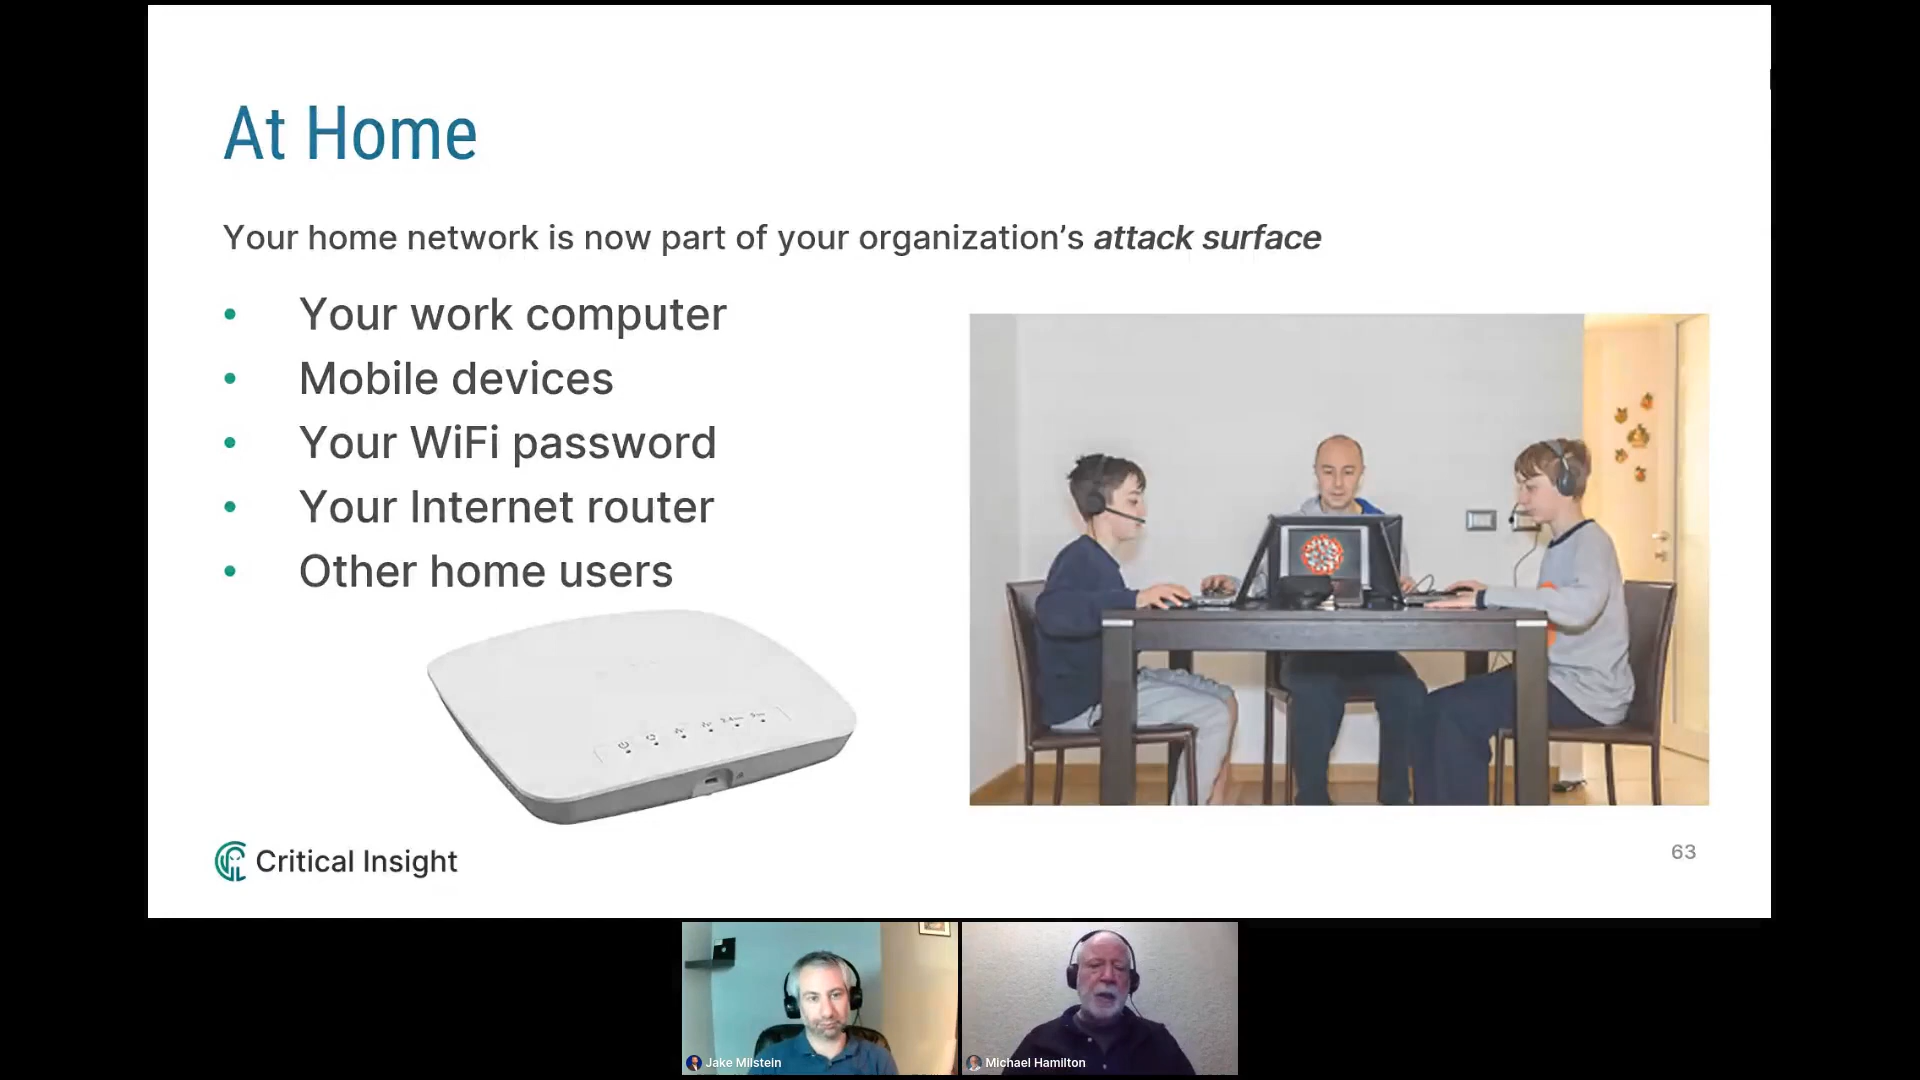 At Home
Your home network is now part of your organization’s attack surface
• Your work computer
• Mobile devices
• Your WiFi password
• Your Internet router
• Other home users
Critical Insight
63
Jake Milstein
Michael Hamilton